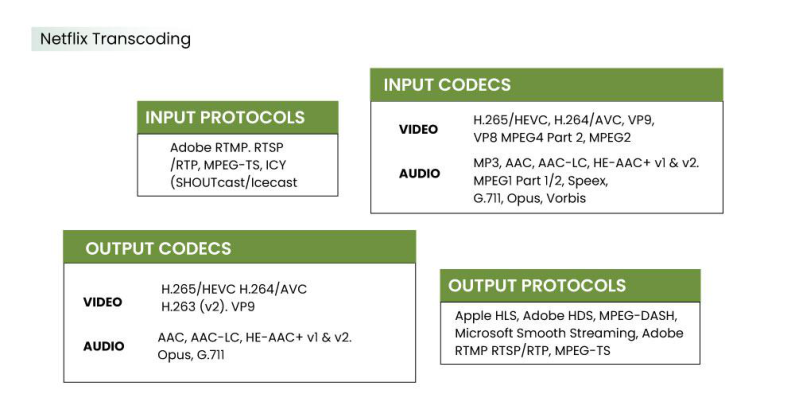 Netflix Transcoding
INPUT PROTOCOLS
Adobe RTMP. RTSP
/RTP, MPEG-TS, ICY
(SHOUTcast/Icecast
INPUT CODECS
VIDEO
H.265/HEVC, H.264/AVC, VP9,
VP8 MPEG4 Part 2, MPEG2
AUDIO
MP3, AAC, AAC-LC, HE-AAC+ v1 & v2.
MPEG1 Part 1/2, Speex,
G.711, Opus, Vorbis
OUTPUT CODECS
VIDEO
H.265/HEVC H.264/AVC
H.263 (v2). VP9
AUDIO
AAC, AAC-LC, HE-AAC+ v1 & v2.
Opus, G.711
OUTPUT PROTOCOLS
Apple HLS, Adobe HDS, MPEG-DASH,
Microsoft Smooth Streaming, Adobe
RTMP RTSP/RTP, MPEG-TS